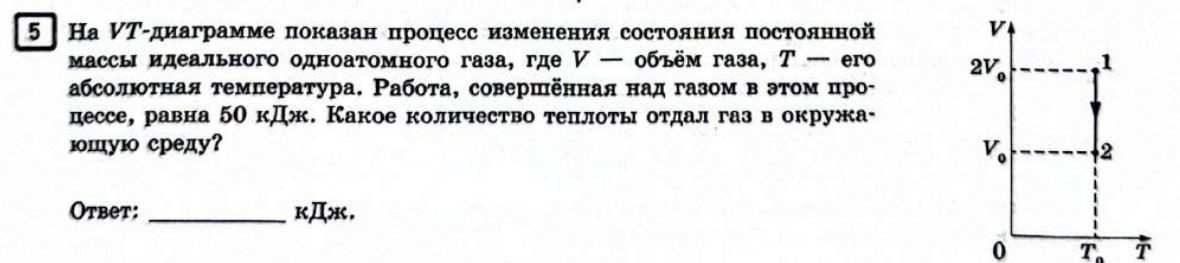 5 На VT-диаграмме показан процесс изменения состояния постоянной
массы идеального одноатомного газа, где V — объём газа, T — его
абсолютная температура. Работа, совершённая над газом в этом про-
цессе, равна 50 кДж. Какое количество теплоты отдал газ в окружа-
ющую среду?
Ответ: ____________ кДж.
V
2V₀
1
V₀
2
0
T₀
T